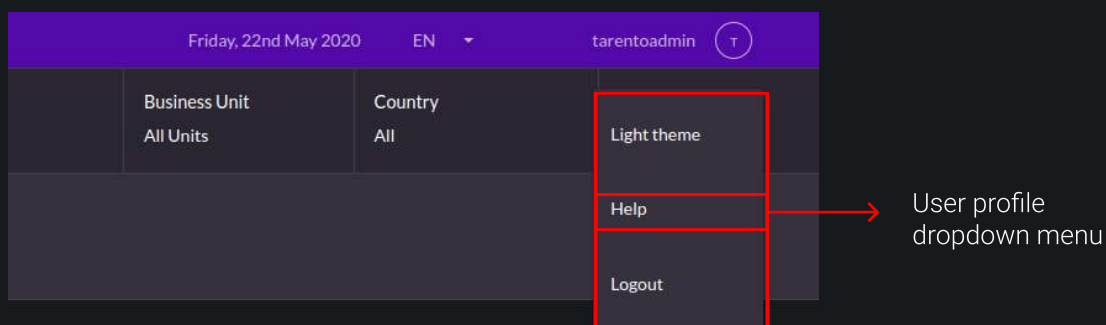 Friday, 22nd May 2020 EN tarentoadmin T
Business Unit Country
All Units All Light theme
Help
User profile
dropdown menu
Logout